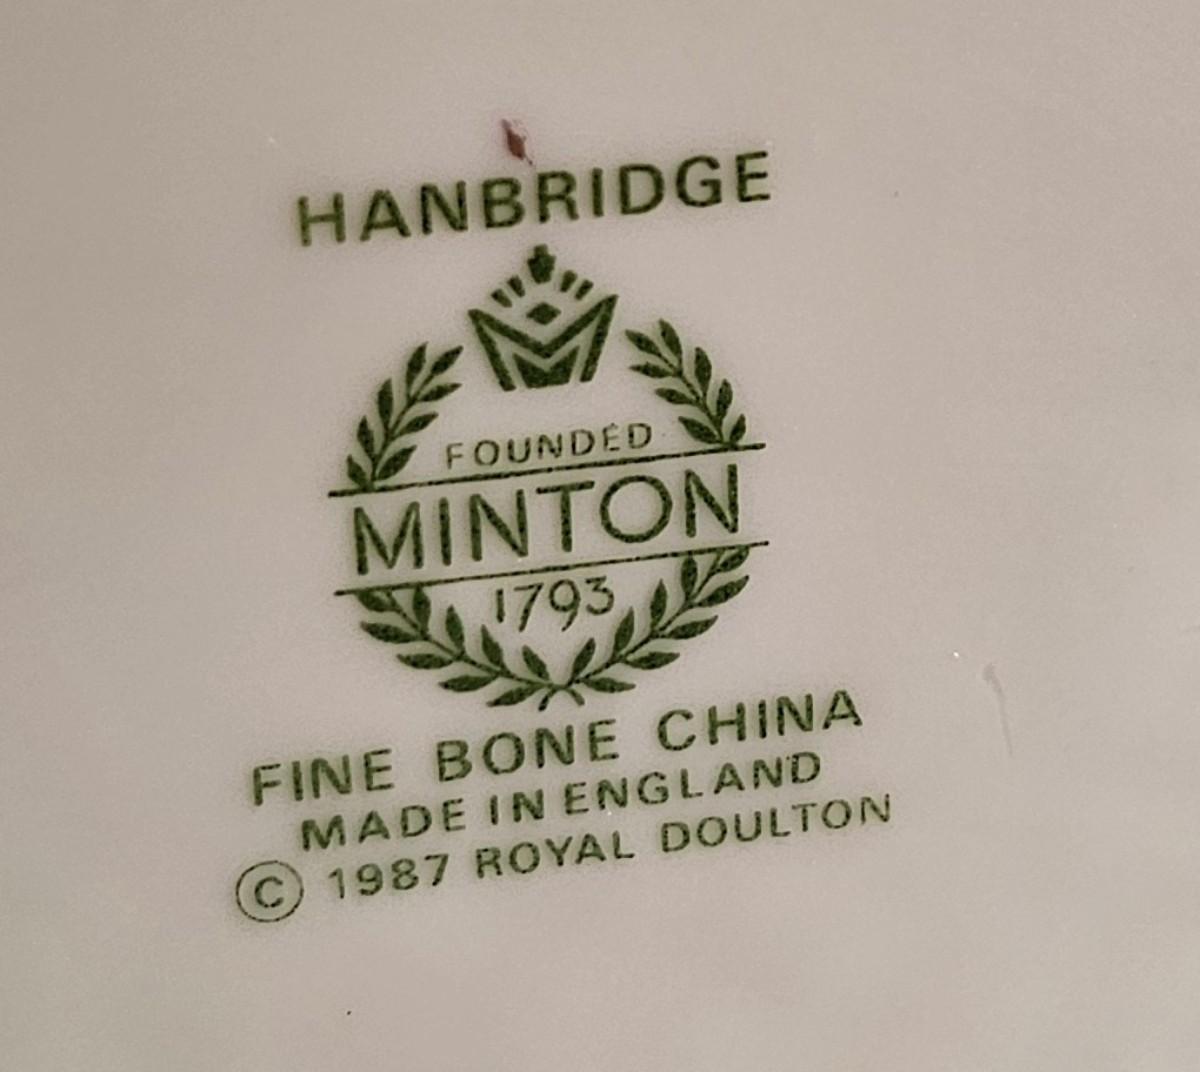 HANBRIDGE
FOUNDED
MINTON
1793
FINE BONE CHINA
MADE IN ENGLAND
© 1987 ROYAL DOULTON